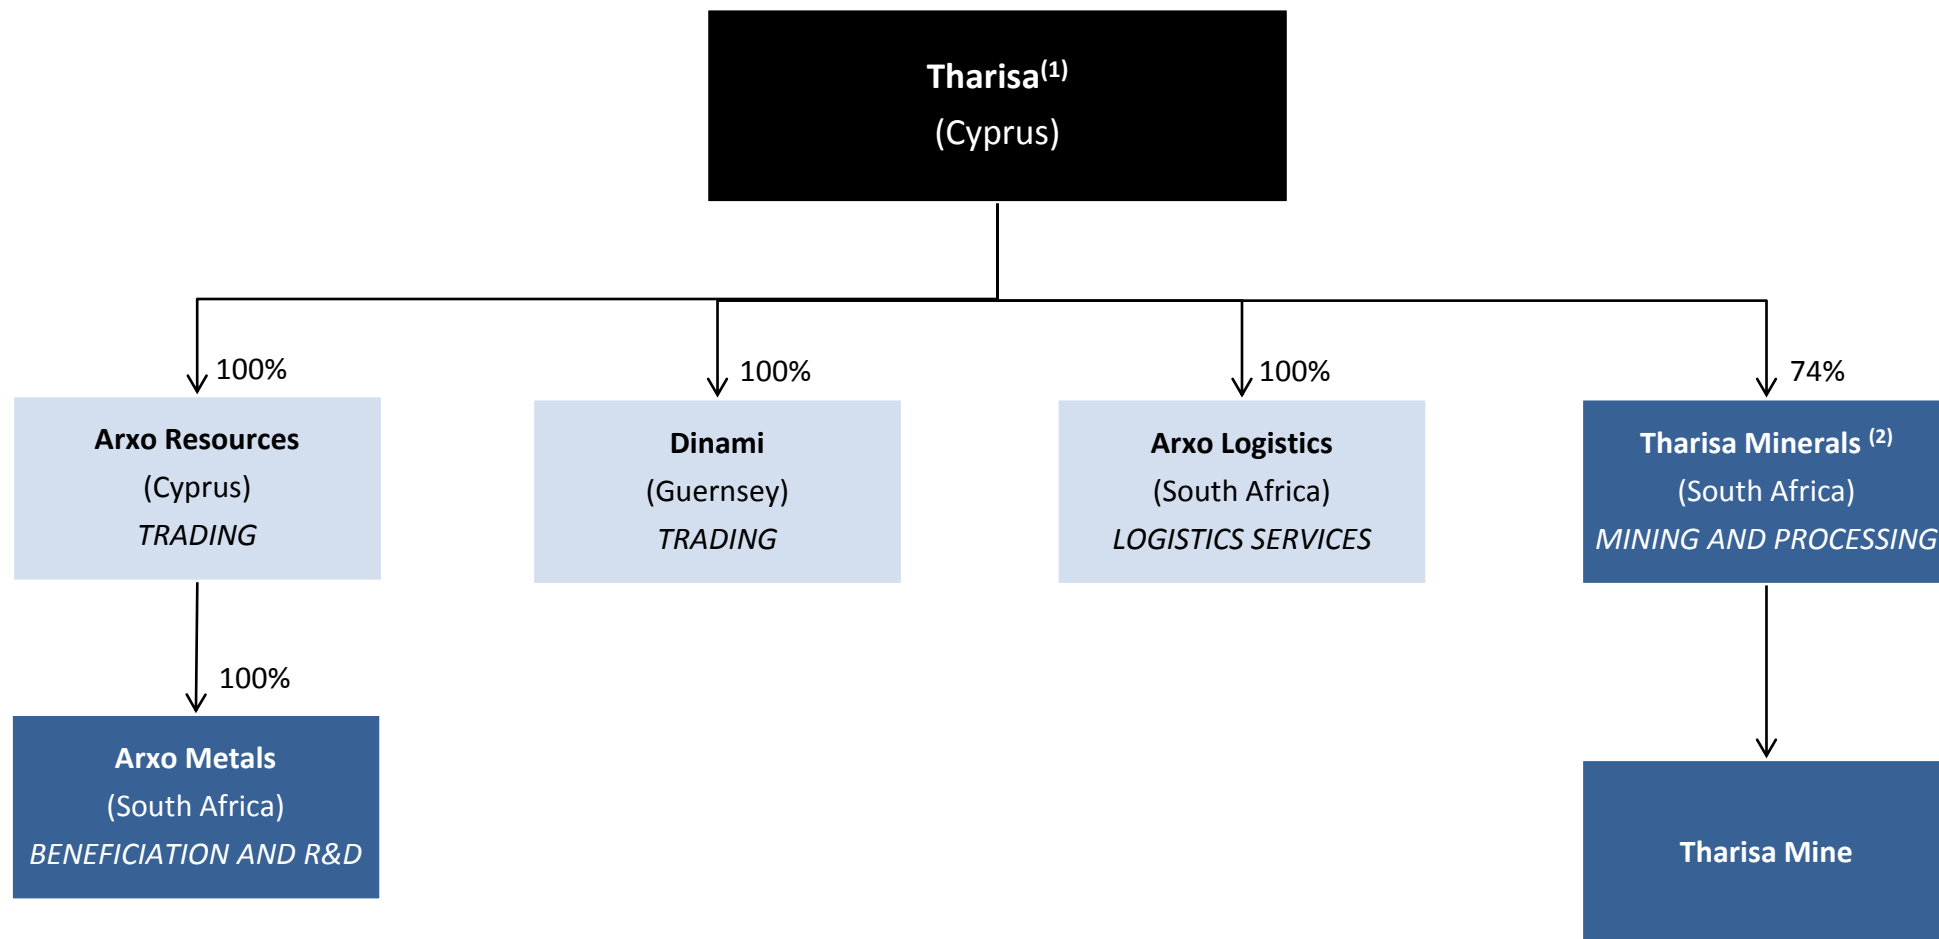 Tharisa(1)
(Cyprus)
100%
100%
100%
74%
Arxo Resources
(Cyprus)
TRADING
Dinami
(Guernsey)
TRADING
Arxo Logistics
(South Africa)
LOGISTICS SERVICES
Tharisa Minerals (2)
(South Africa)
MINING AND PROCESSING
100%
Arxo Metals
(South Africa)
BENEFICIATION AND R&D
Tharisa Mine